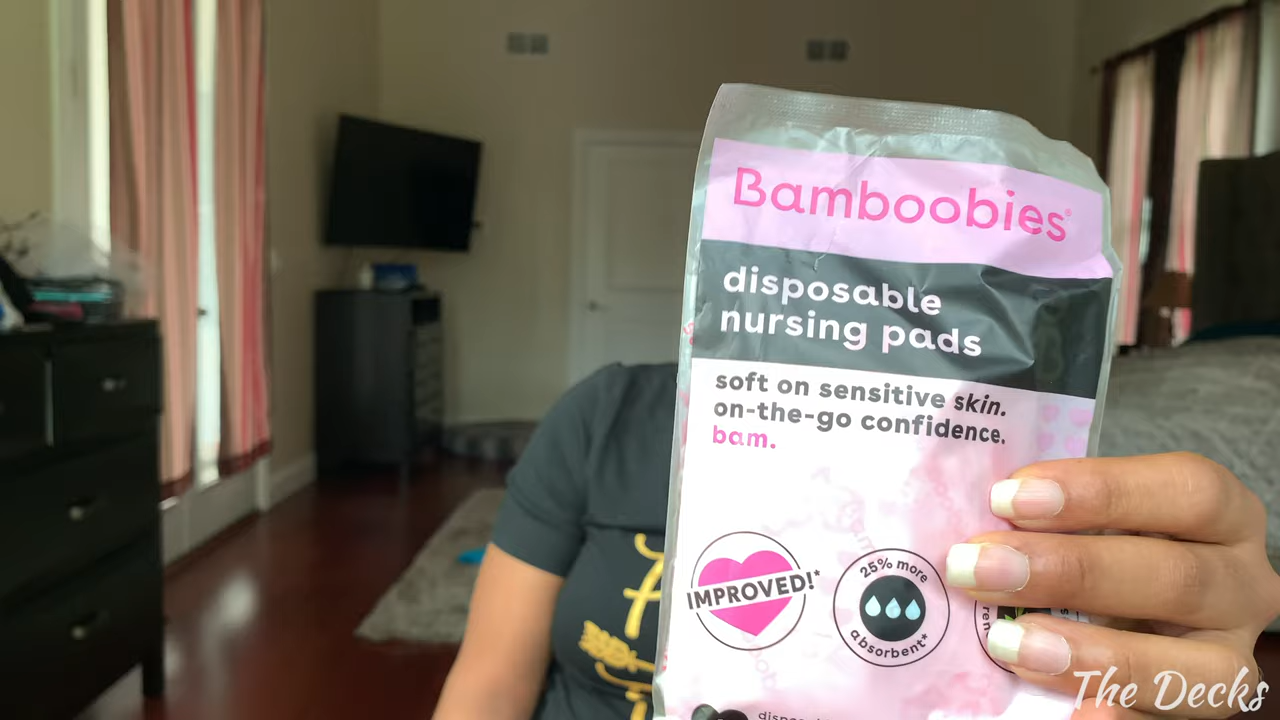 Bamboobies®
disposable
nursing pads
soft on sensitive skin.
on-the-go confidence.
bam.
IMPROVED!*
25% more
absorbent*
The Decks